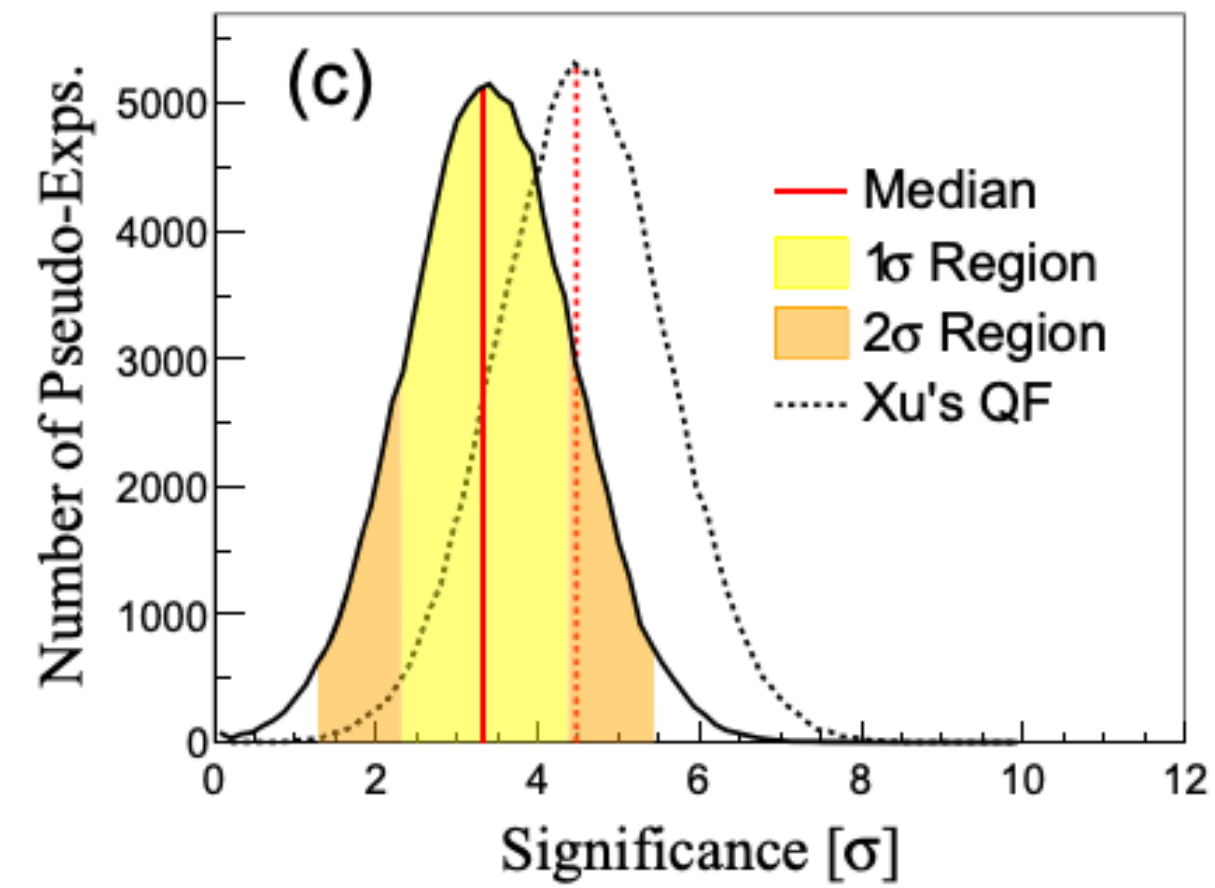 (c)
Number of Pseudo-Exps.
5000
4000
3000
2000
1000
0
Median
1σ Region
2σ Region
Xu's QF
0 2 4 6 8 10 12
Significance [σ]